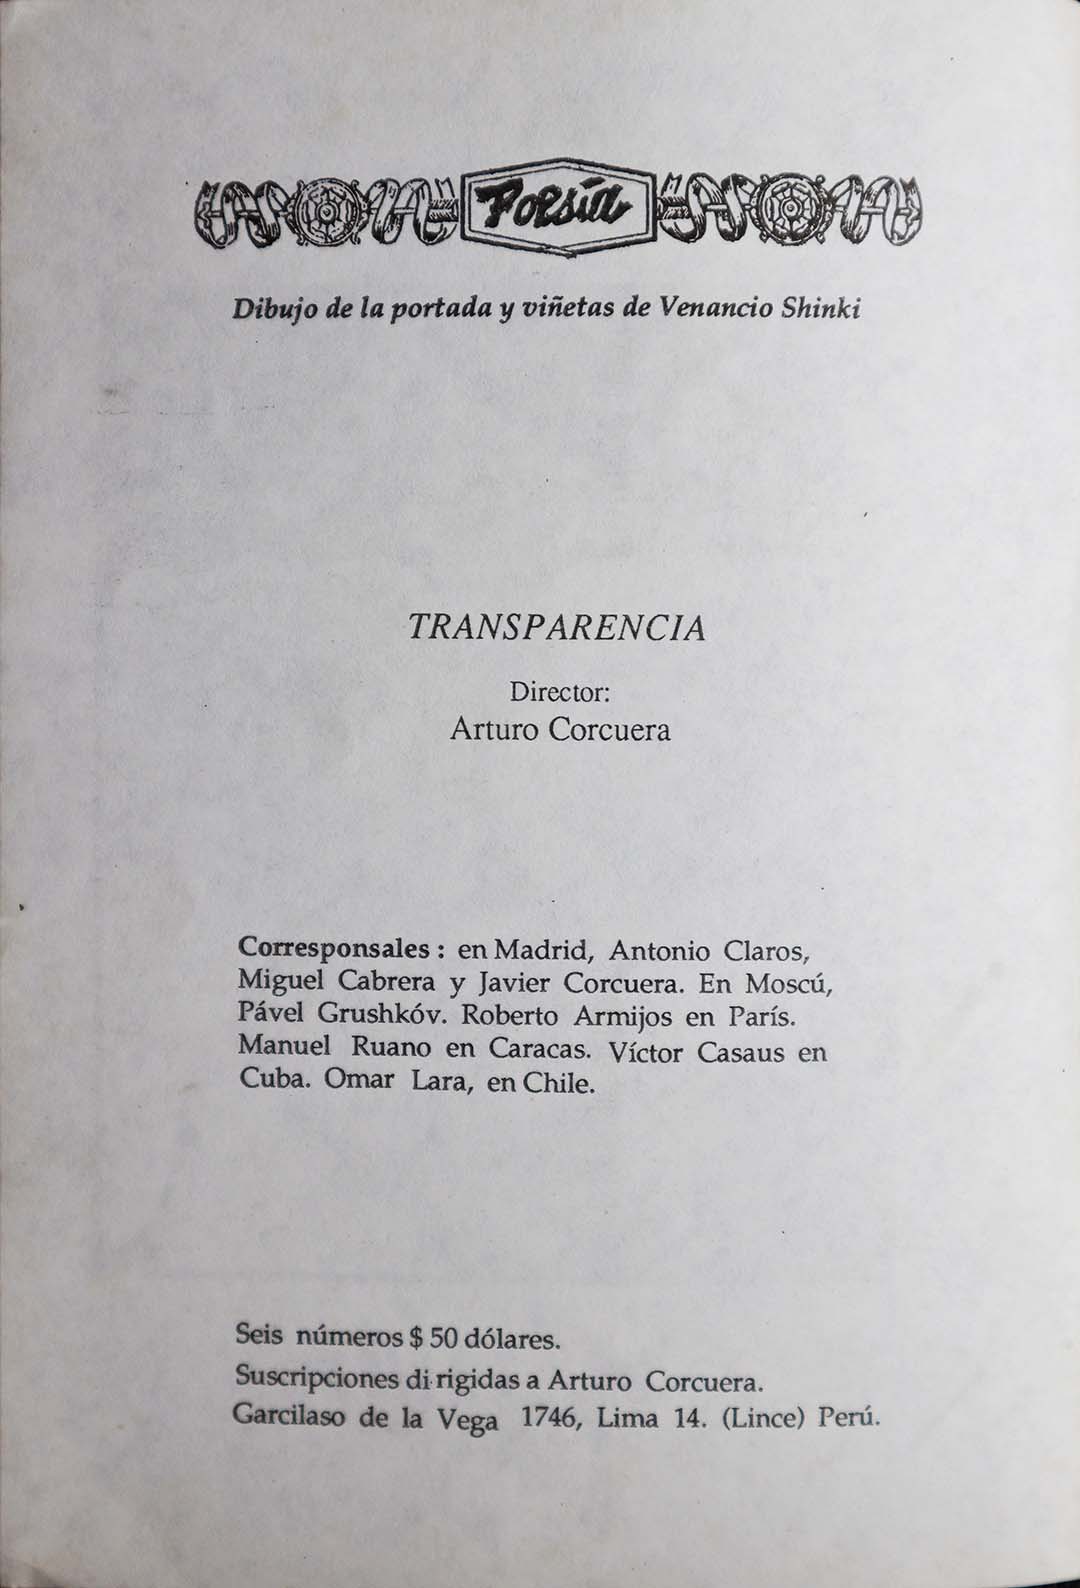 Poesía
Dibujo de la portada y viñetas de Venancio Shinki
TRANSPARENCIA
Director:
Arturo Corcuera
Corresponsales : en Madrid, Antonio Claros,
Miguel Cabrera y Javier Corcuera. En Moscú,
Pável Grushkóv. Roberto Armijos en París.
Manuel Ruano en Caracas. Víctor Casaus en
Cuba. Omar Lara, en Chile.
Seis números $ 50 dólares.
Suscripciones dirigidas a Arturo Corcuera.
Garcilaso de la Vega 1746, Lima 14. (Lince) Perú.